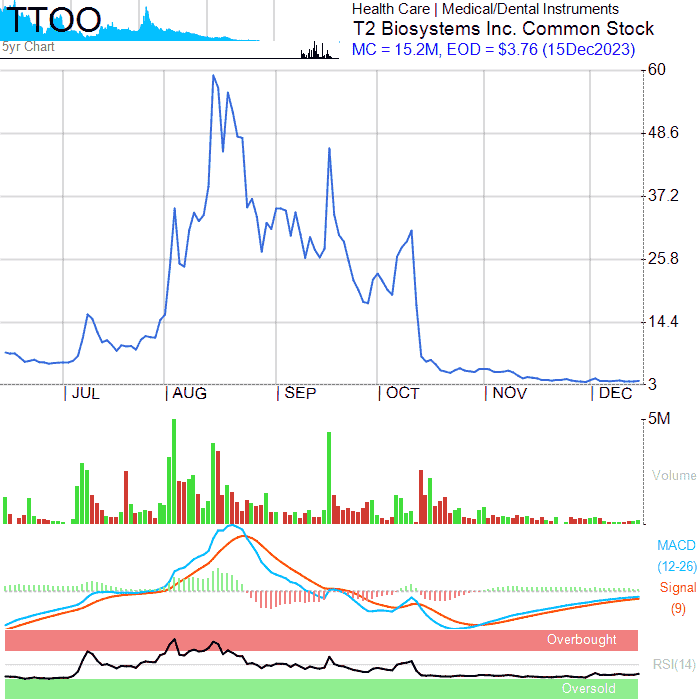 TTOO
5yr Chart
Health Care | Medical/Dental Instruments
T2 Biosystems Inc. Common Stock
MC = 15.2M, EOD = $3.76 (15Dec2023)
60
48.6
37.2
25.8
14.4
3
JUL
AUG
SEP
OCT
NOV
DEC
5M
Volume
MACD
(12-26)
Signal
(9)
Overbought
RSI(14)
Oversold